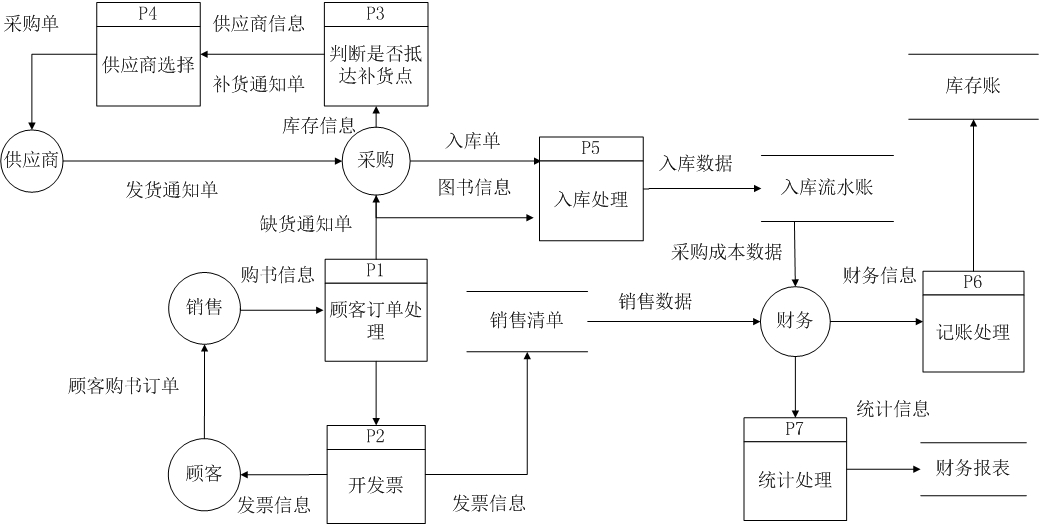 采购单
P4
供应商信息
P3
供应商选择
判断是否抵
达补货点
补货通知单
库存账
库存信息
供应商
采购
入库单
P5
入库数据
发货通知单
图书信息
入库处理
入库流水账
缺货通知单
采购成本数据
购书信息
P1
财务信息
P6
销售
顾客订单处
理
销售清单
销售数据
财务
记账处理
顾客购书订单
统计信息
P2
P7
顾客
开发票
统计处理
财务报表
发票信息
发票信息